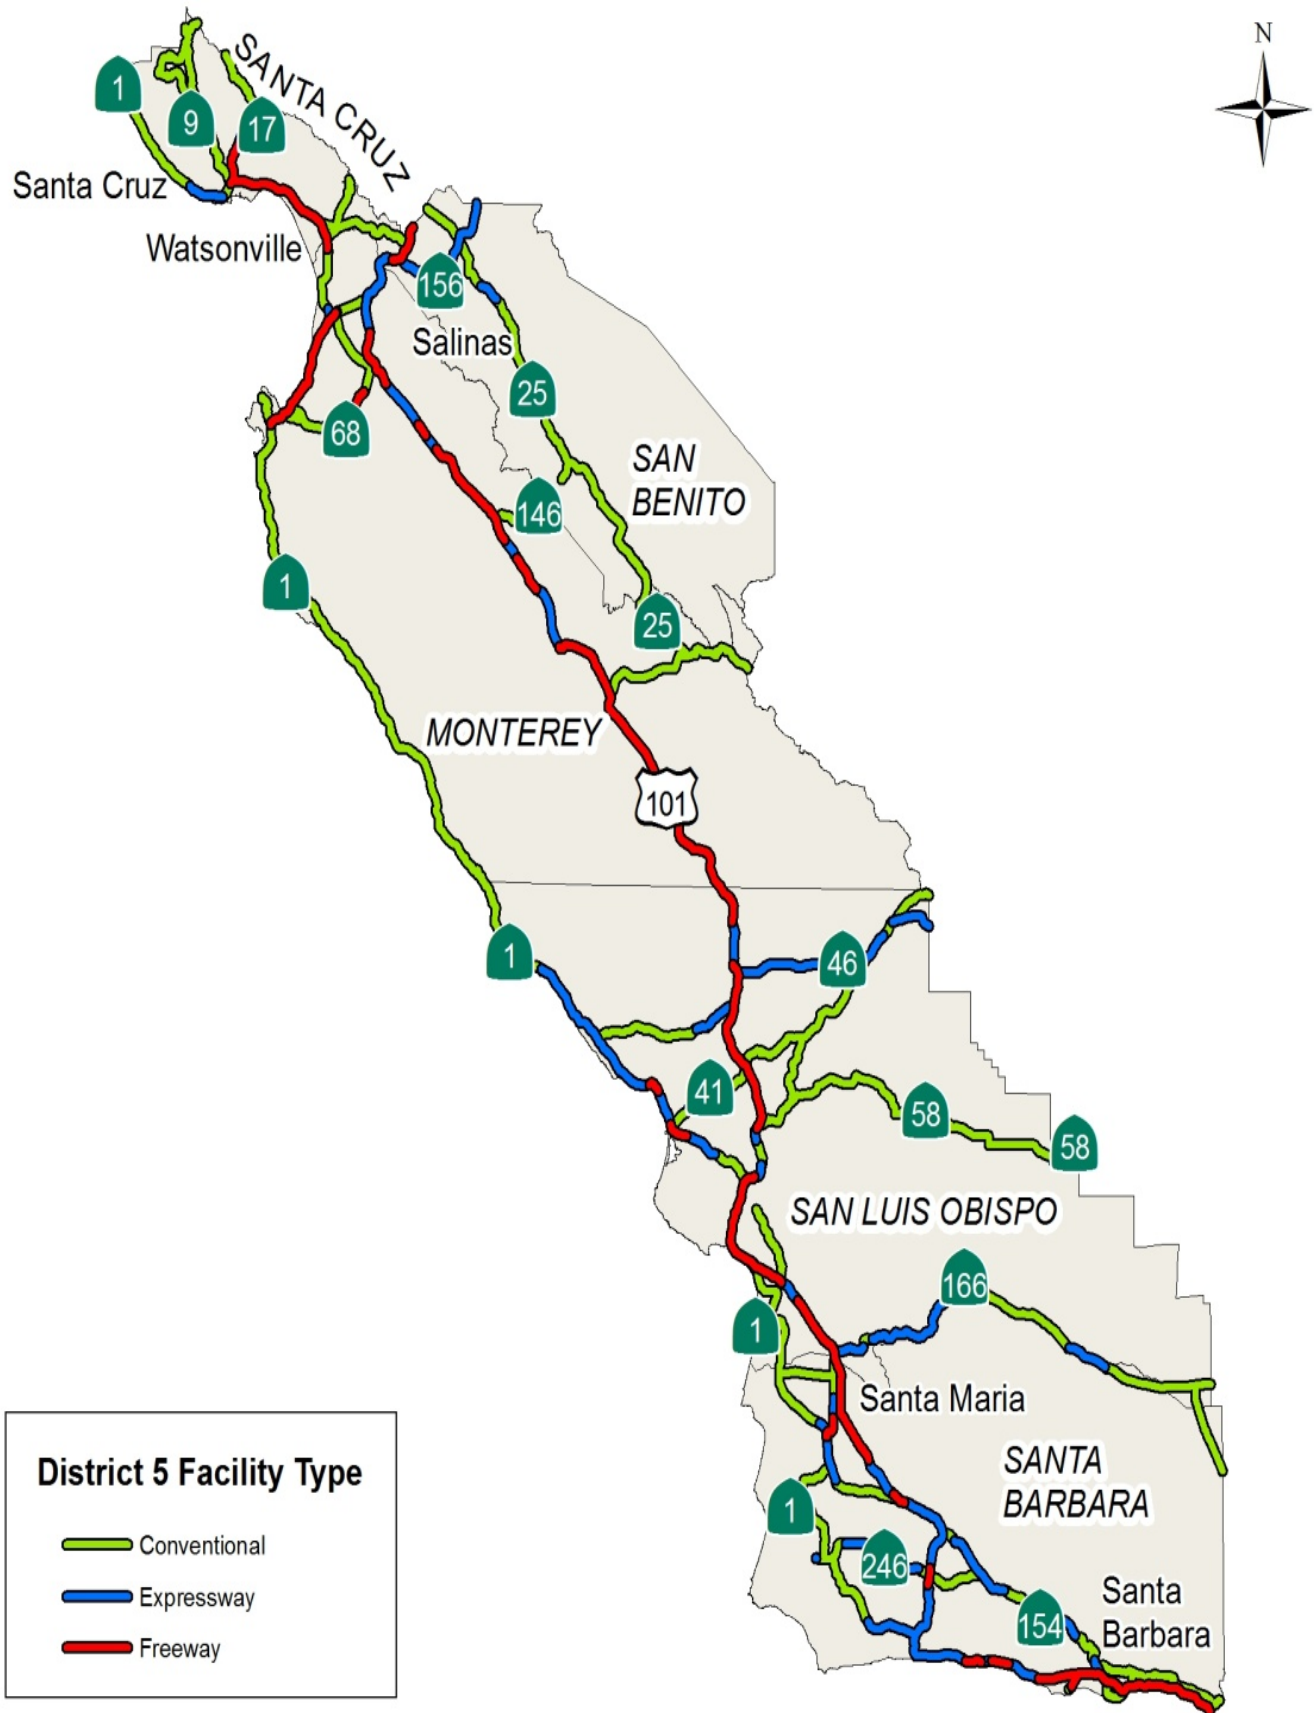 N
SANTA CRUZ
1
9
17
Santa Cruz
Watsonville
156
Salinas
25
68
SAN
BENITO
146
1
25
MONTEREY
101
1
46
41
58
58
SAN LUIS OBISPO
166
1
Santa Maria
SANTA
BARBARA
1
246
154
Santa
Barbara
District 5 Facility Type
Conventional
Expressway
Freeway